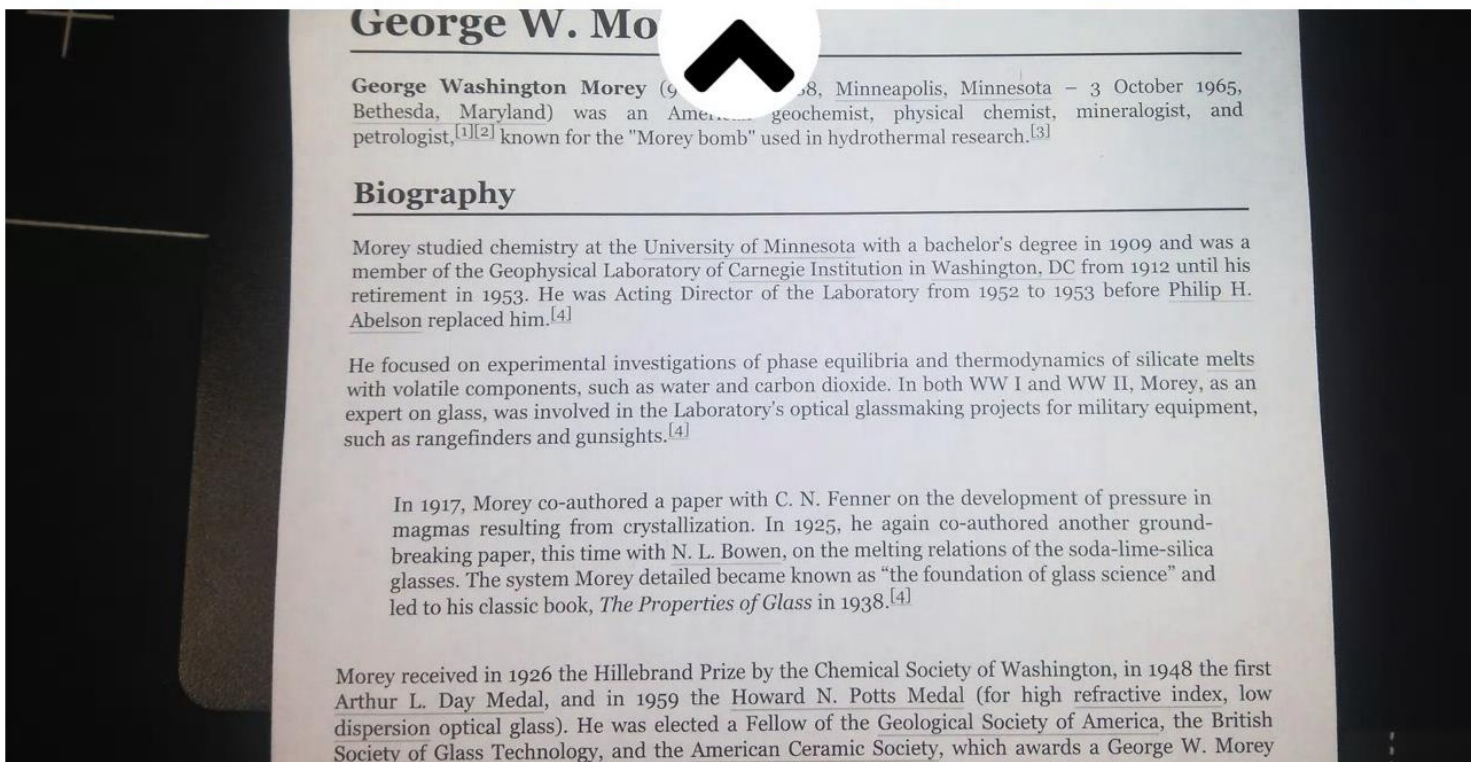 George W. Mo
George Washington Morey (9 8, Minneapolis, Minnesota – 3 October 1965,
Bethesda, Maryland) was an geochemist, physical chemist, mineralogist, and
petrologist,[1][2] known for the "Morey bomb" used in hydrothermal research.[3]
Biography
Morey studied chemistry at the University of Minnesota with a bachelor's degree in 1909 and was a
member of the Geophysical Laboratory of Carnegie Institution in Washington, DC from 1912 until his
retirement in 1953. He was Acting Director of the Laboratory from 1952 to 1953 before Philip H.
Abelson replaced him.[4]
He focused on experimental investigations of phase equilibria and thermodynamics of silicate melts
with volatile components, such as water and carbon dioxide. In both WW I and WW II, Morey, as an
expert on glass, was involved in the Laboratory's optical glassmaking projects for military equipment,
such as rangefinders and gunsights.[4]
In 1917, Morey co-authored a paper with C. N. Fenner on the development of pressure in
magmas resulting from crystallization. In 1925, he again co-authored another ground-
breaking paper, this time with N. L. Bowen, on the melting relations of the soda-lime-silica
glasses. The system Morey detailed became known as “the foundation of glass science” and
led to his classic book, The Properties of Glass in 1938.[4]
Morey received in 1926 the Hillebrand Prize by the Chemical Society of Washington, in 1948 the first
Arthur L. Day Medal, and in 1959 the Howard N. Potts Medal (for high refractive index, low
dispersion optical glass). He was elected a Fellow of the Geological Society of America, the British
Society of Glass Technology, and the American Ceramic Society, which awards a George W. Morey